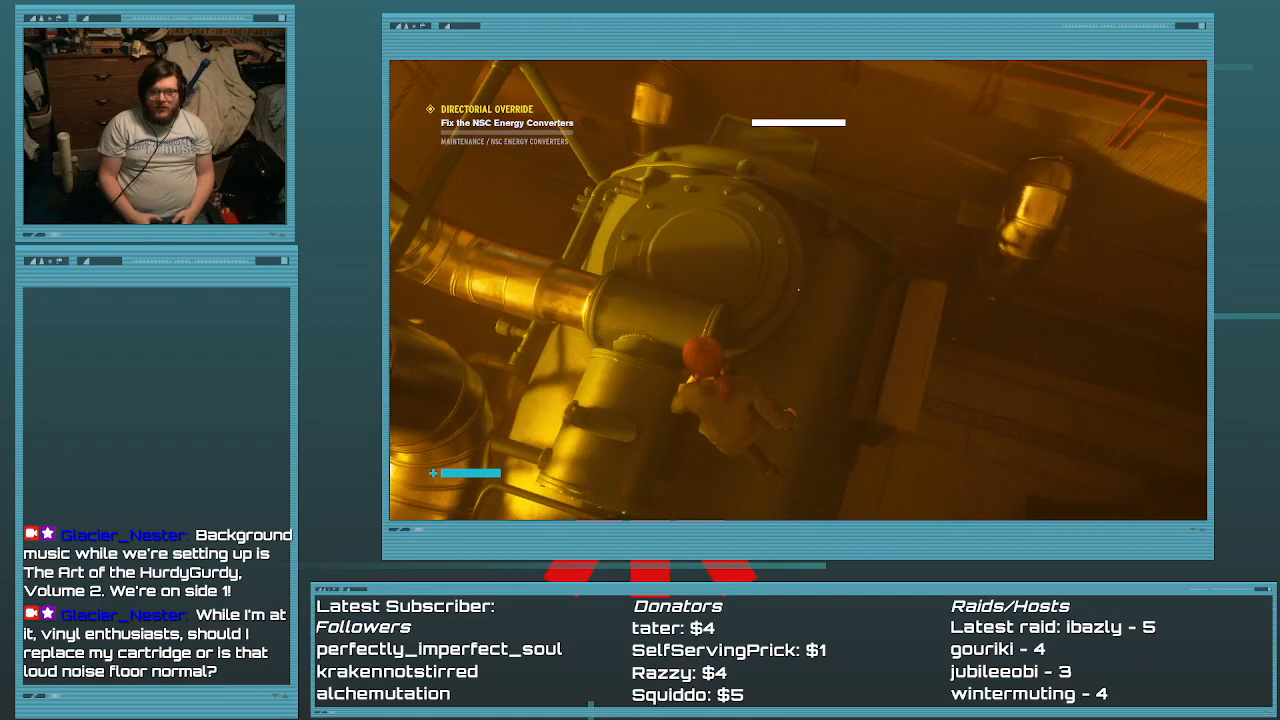 DIRECTORIAL OVERRIDE
Fix the NSC Energy Converters
MAINTENANCE / NSC ENERGY CONVERTERS
Glacier_Nester: Background
music while we're setting up is
The Art of the HurdyGurdy,
Volume 2. We're on side 1!
Glacier_Nester: While I'm at
it, vinyl enthusiasts, should I
replace my cartridge or is that
loud noise floor normal?
Latest Subscriber:
Followers
perfectly_imperfect_soul
krakennotstirred
alchemutation
Donators
tater: $4
SelfServingPrick: $1
Razzy: $4
Squiddo: $5
Raids/Hosts
Latest raid: ibazly - 5
gouriki - 4
jubileeobi - 3
wintermuting - 4